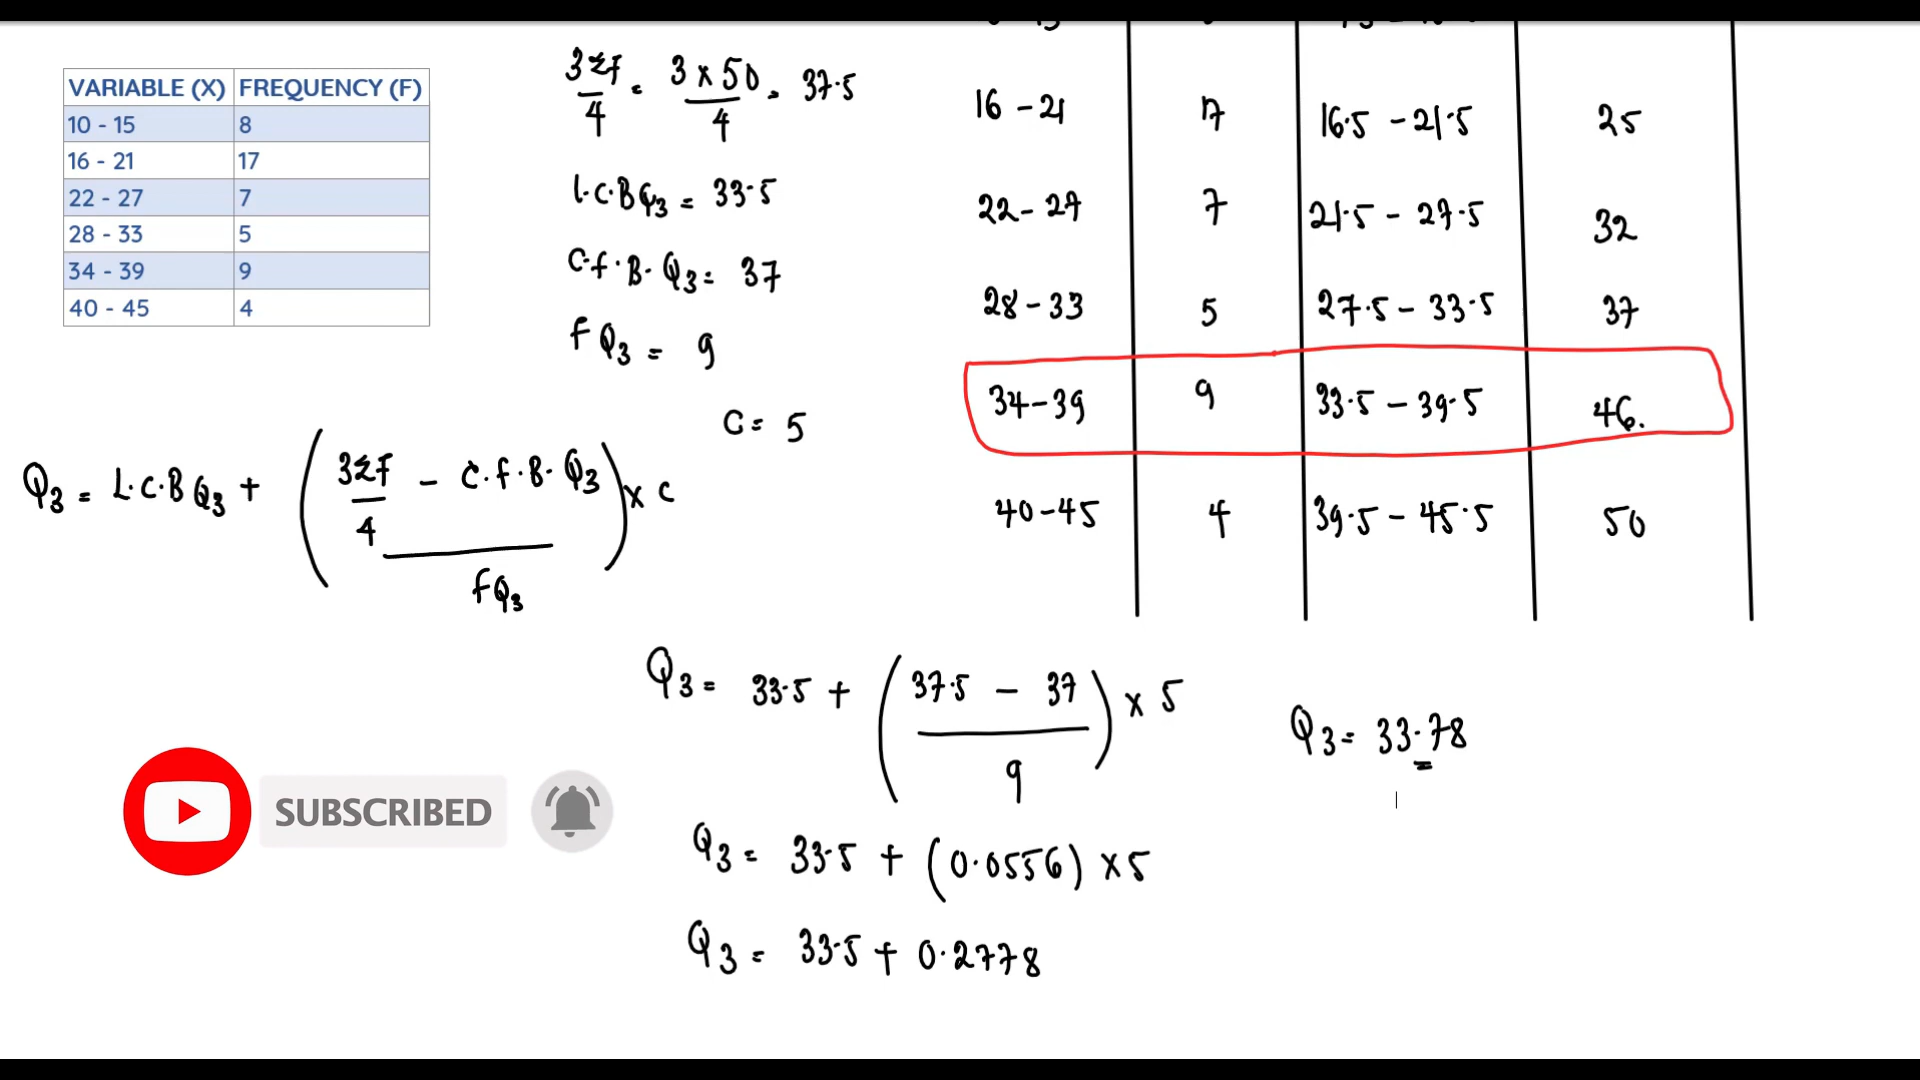 VARIABLE (X) FREQUENCY (F)
10 - 15 8
16 - 21 17
22 - 27 7
28 - 33 5
34 - 39 9
40 - 45 4
3Σf/4 = 3 x 50/4 = 37.5
L.C.B Q3 = 33.5
C.f.B. Q3 = 37
F Q3 = 9
C = 5
Q3 = L.C.B Q3 + (3Σf/4 - C.f.B. Q3 / fQ3) x C
16 - 21 17 16.5 - 21.5 25
22 - 27 7 21.5 - 27.5 32
28 - 33 5 27.5 - 33.5 37
34 - 39 9 33.5 - 39.5 46.
40 - 45 4 39.5 - 45.5 50
Q3 = 33.5 + (37.5 - 37 / 9) x 5
Q3 = 33.5 + (0.0556) x 5
Q3 = 33.5 + 0.2778
Q3 = 33.78
SUBSCRIBED